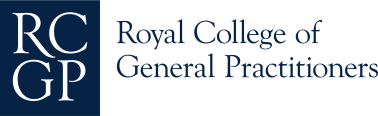 RC
GP
Royal College of
General Practitioners